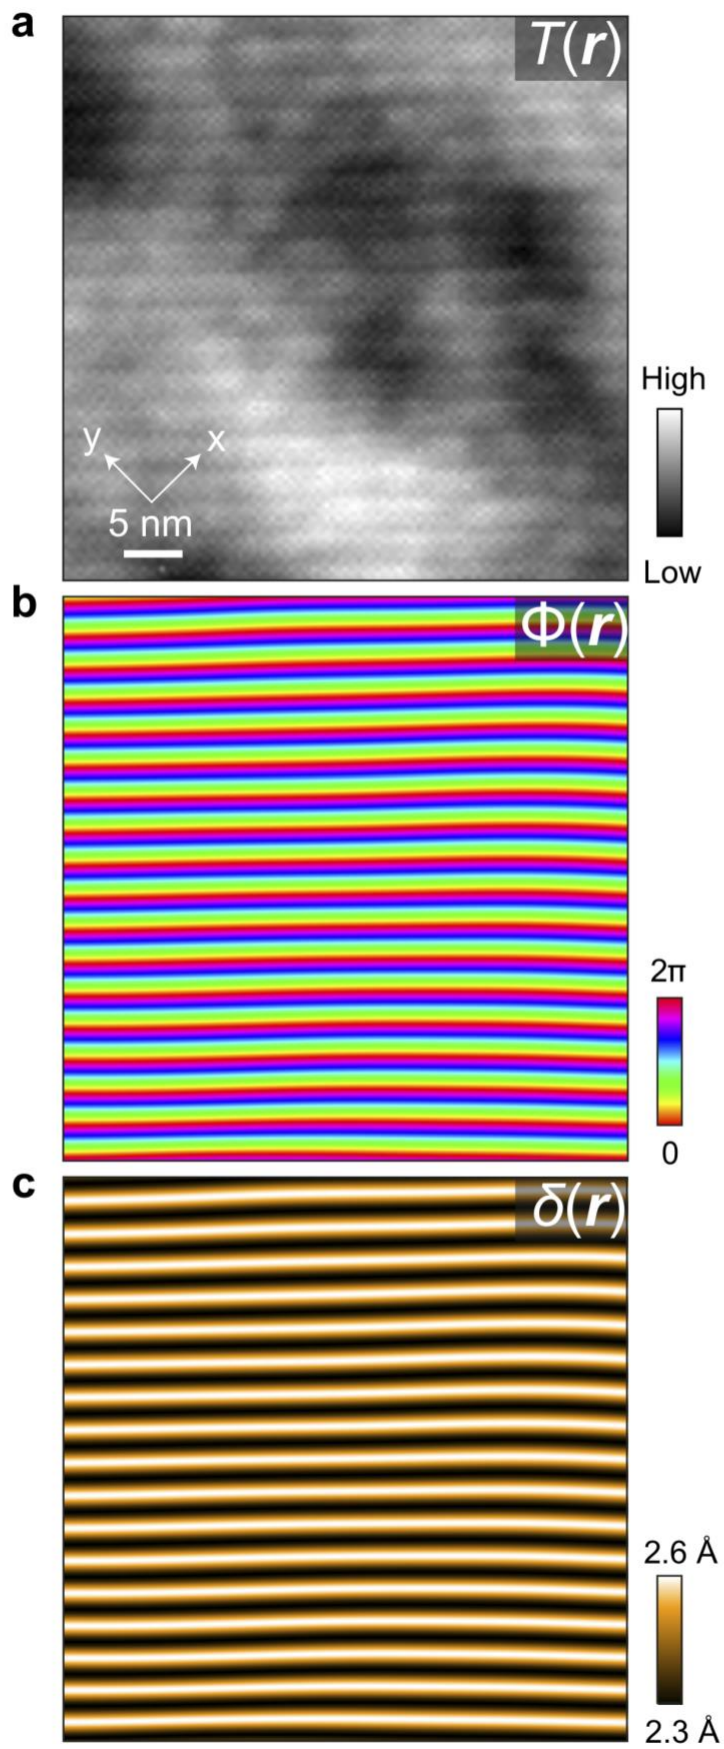 a
T(r)
High
y
x
5 nm
Low
b
Φ(r)
2π
0
c
δ(r)
2.6 Å
2.3 Å